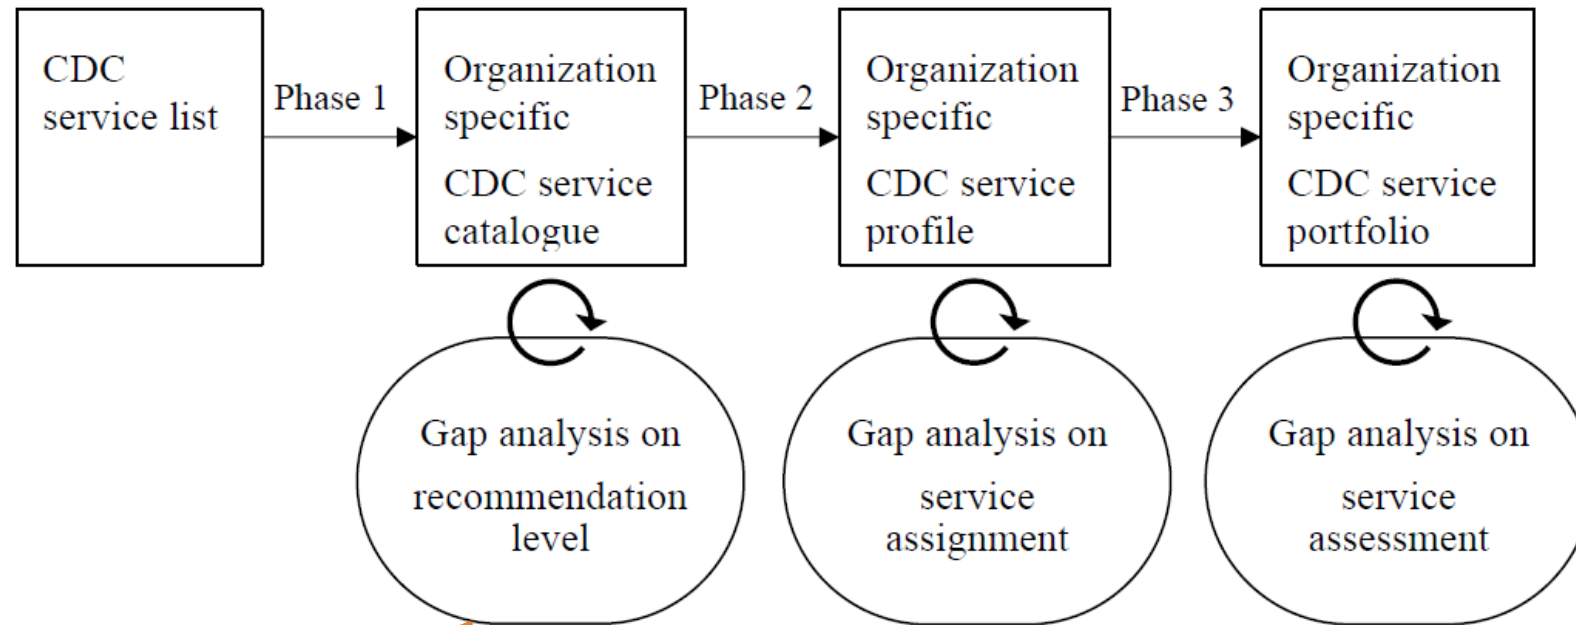 CDC
service list
Phase 1
Organization
specific
CDC service
catalogue
Phase 2
Organization
specific
CDC service
profile
Phase 3
Organization
specific
CDC service
portfolio
Gap analysis on
recommendation
level
Gap analysis on
service
assignment
Gap analysis on
service
assessment